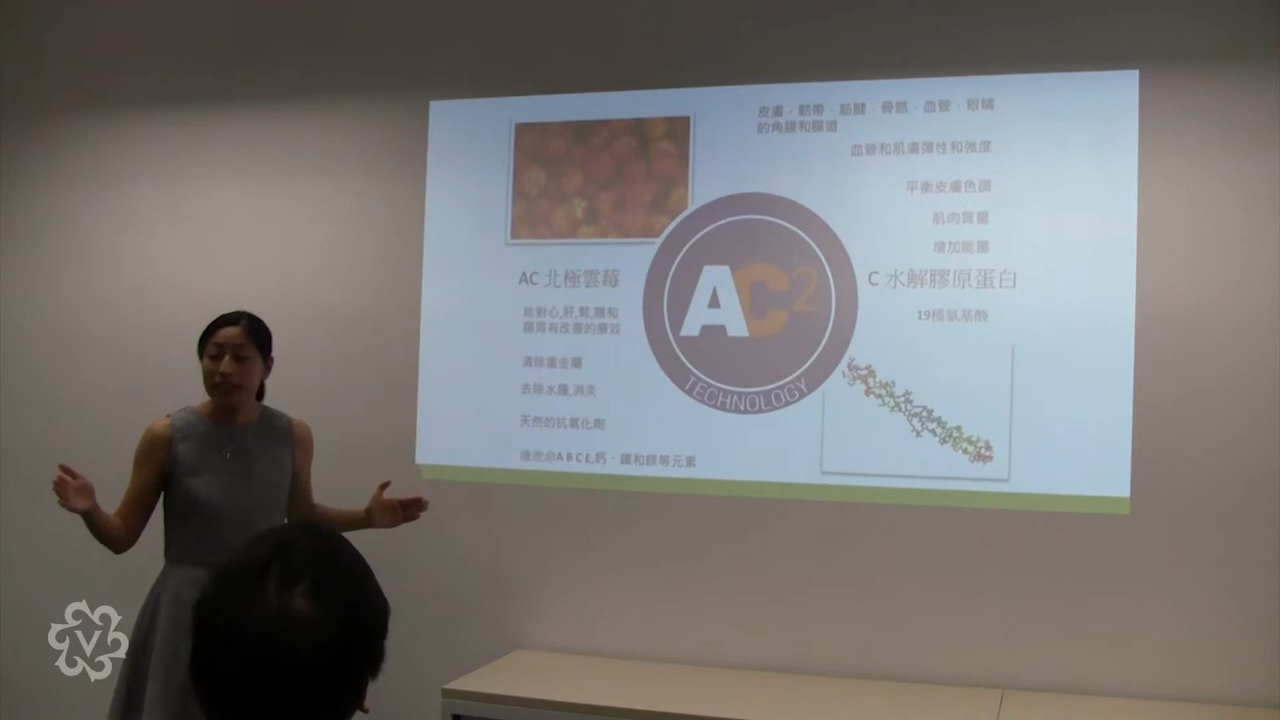 皮膚、韌帶、筋腱、骨骼、血管、眼睛
的角膜和腸道
血管和肌膚彈性和強度
平衡皮膚色調
肌肉質量
增加能量
AC 北極雲莓
C 水解膠原蛋白
AC2
TECHNOLOGY
能對心,肝,腎,腸和
腸胃有改善的療效
19種氨基酸
清除重金屬
去除水腫,消炎
天然的抗氧化劑
維他命A B C E,鈣、鐵和鎂等元素
V